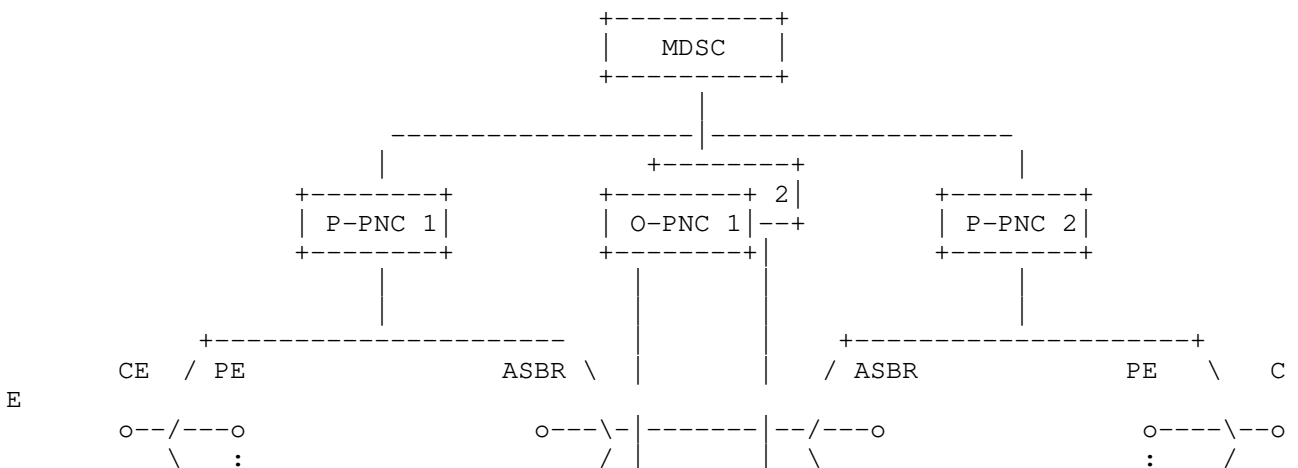 +-----------+
|   MDSC    |
+-----------+
|
-------------------|-------------------
| +--------+ |
+--------+ +--------+ 2| +--------+
| P-PNC 1| | O-PNC 1|--+ | P-PNC 2|
+--------+ +--------+| +--------+
| | | |
| | | |
+---------------------- | | +----------------------+
CE / PE ASBR \ | | / ASBR PE \ C
E
o--/---o o---\-|-------|--/---o o----\--o
\ : / | | \ : /